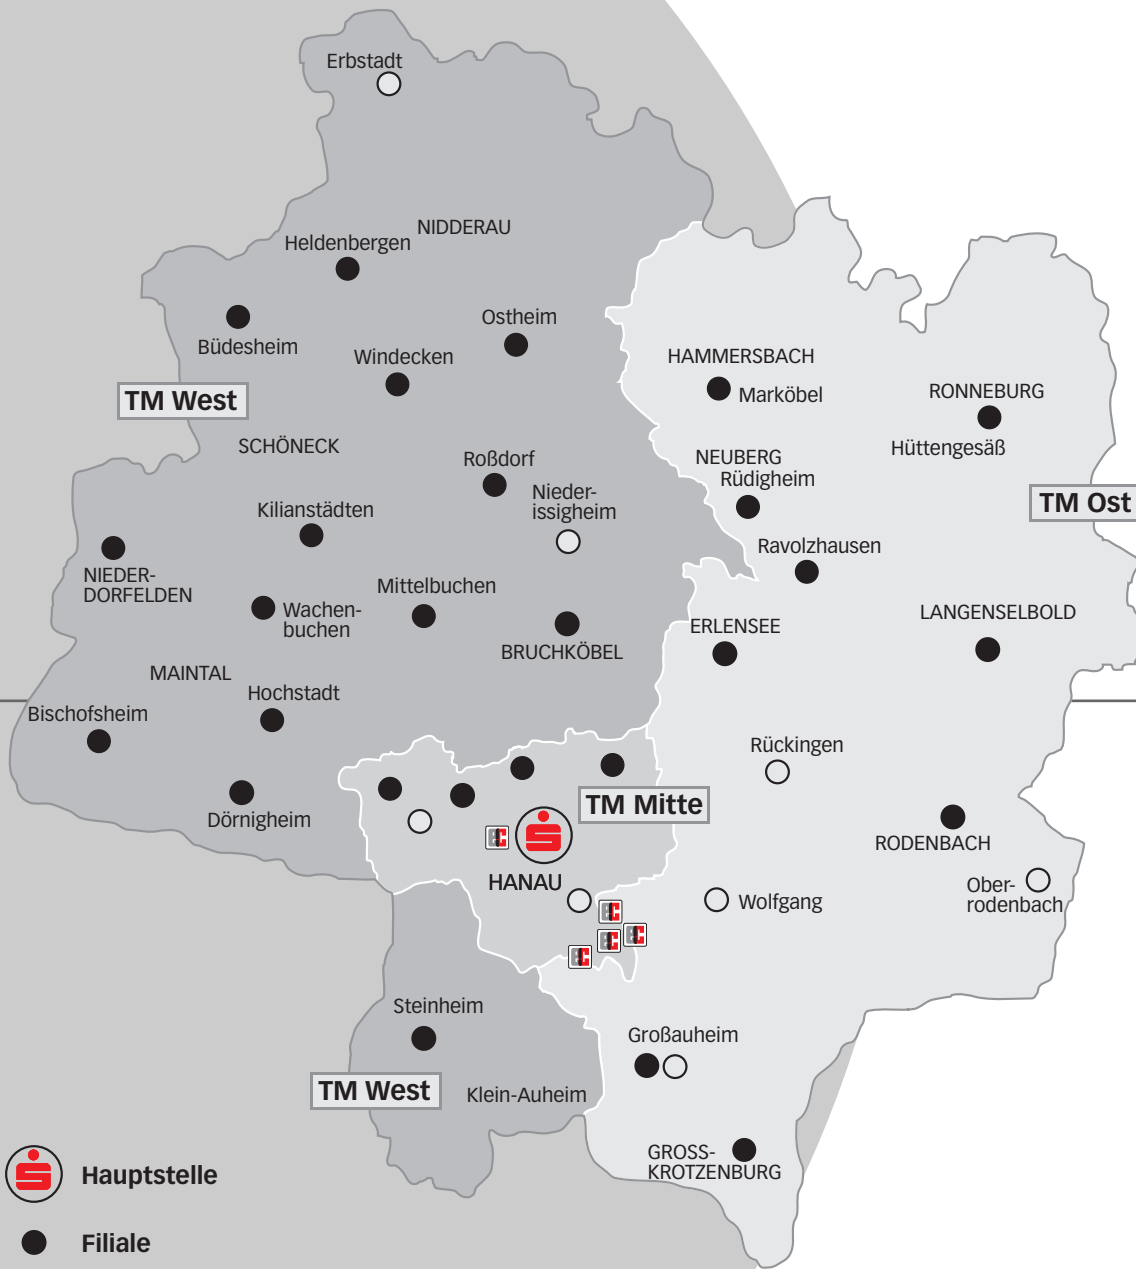 Erbstadt
NIDDERAU
Heldenbergen
Ostheim
Büdesheim
Windecken
HAMMERSBACH
Marköbel
RONNEBURG
TM West
SCHÖNECK
Hüttengesäß
Roßdorf
NEUBERG
Rüdigheim
Nieder-
issigheim
TM Ost
Kilianstädten
Ravolzhausen
NIEDER-
DORFELDEN
Mittelbuchen
Wachen-
buchen
LANGENSELBOLD
ERLENSEE
BRUCHKÖBEL
MAINTAL
Hochstadt
Bischofsheim
Rückingen
TM Mitte
Dörnigheim
RODENBACH
HANAU
Ober-
rodenbach
Wolfgang
Steinheim
Großauheim
TM West
Klein-Auheim
GROSS-
KROTZENBURG
Hauptstelle
Filiale